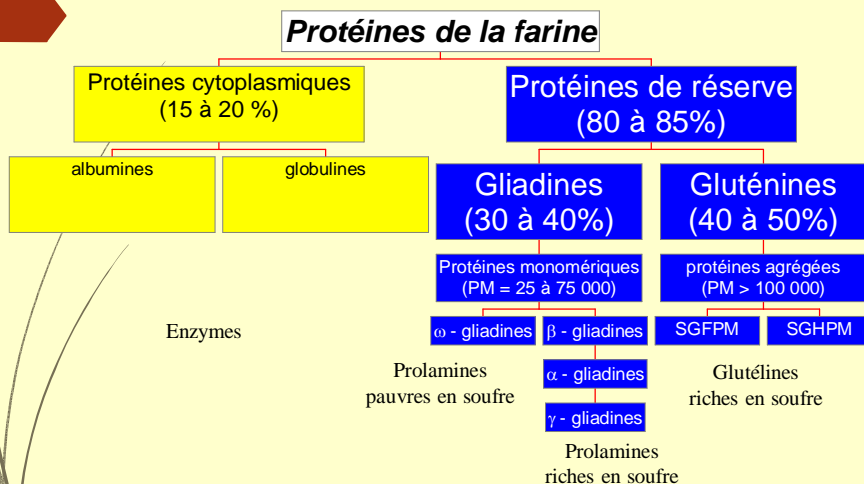 Protéines de la farine
Protéines cytoplasmiques
(15 à 20 %)
Protéines de réserve
(80 à 85%)
albumines
globulines
Gliadines
(30 à 40%)
Gluténines
(40 à 50%)
Protéines monomériques
(PM = 25 à 75 000)
protéines agrégées
(PM > 100 000)
Enzymes
ω - gliadines
β - gliadines
SGFPM
SGHPM
Prolamines
pauvres en soufre
α - gliadines
Glutélines
riches en soufre
γ - gliadines
Prolamines
riches en soufre